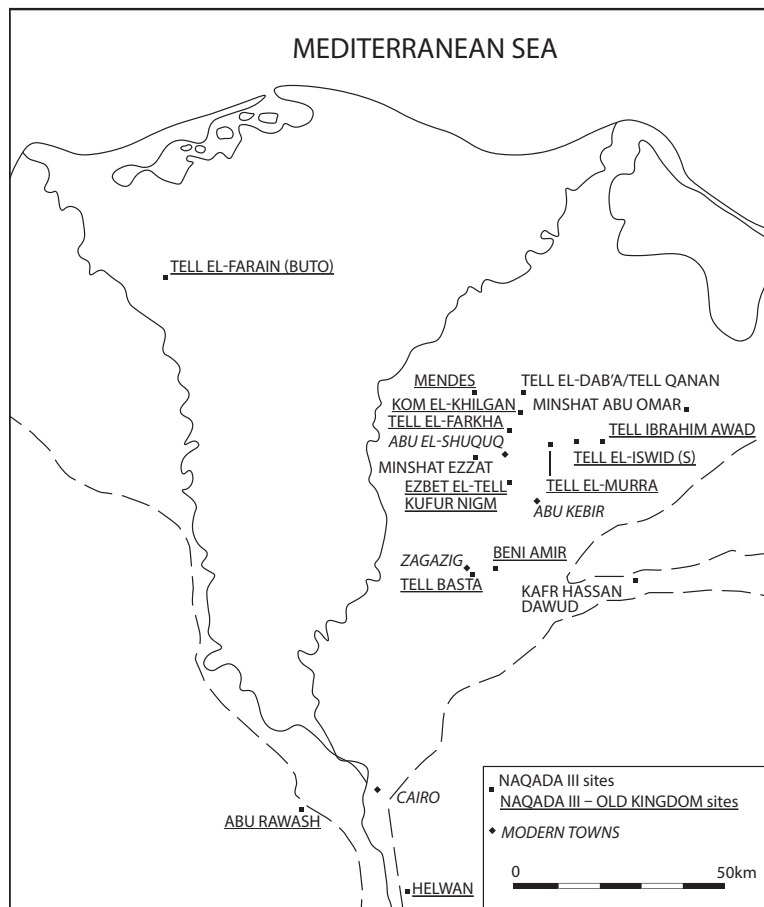 MEDITERRANEAN SEA
TELL EL-FARAIN (BUTO)
MENDES
TELL EL-DAB'A/TELL QANAN
KOM EL-KHILGAN
MINSHAT ABU OMAR
TELL EL-FARKHA
TELL IBRAHIM AWAD
ABU EL-SHUQUQ
TELL EL-ISWID (S)
MINSHAT EZZAT
EZBET EL-TELL
KUFUR NIGM
TELL EL-MURRA
ABU KEBIR
ZAGAZIG
BENI AMIR
TELL BASTA
KAFR HASSAN
DAWUD
CAIRO
ABU RAWASH
HELWAN
NAQADA III sites
NAQADA III – OLD KINGDOM sites
MODERN TOWNS
0 50km